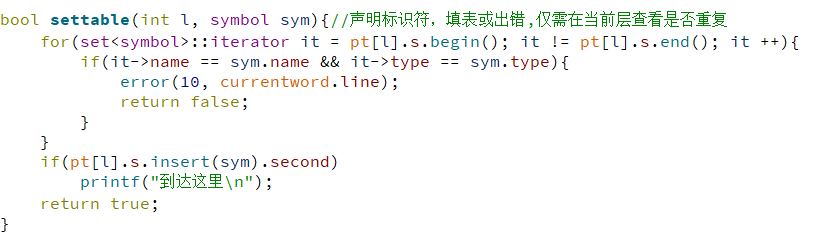 bool settable(int l, symbol sym){//声明标识符，填表或出错,仅需在当前层查看是否重复
    for(set<symbol>::iterator it = pt[l].s.begin(); it != pt[l].s.end(); it ++){
        if(it->name == sym.name && it->type == sym.type){
            error(10, currentword.line);
            return false;
        }
    }
    if(pt[l].s.insert(sym).second)
        printf("到达这里\n");
    return true;
}